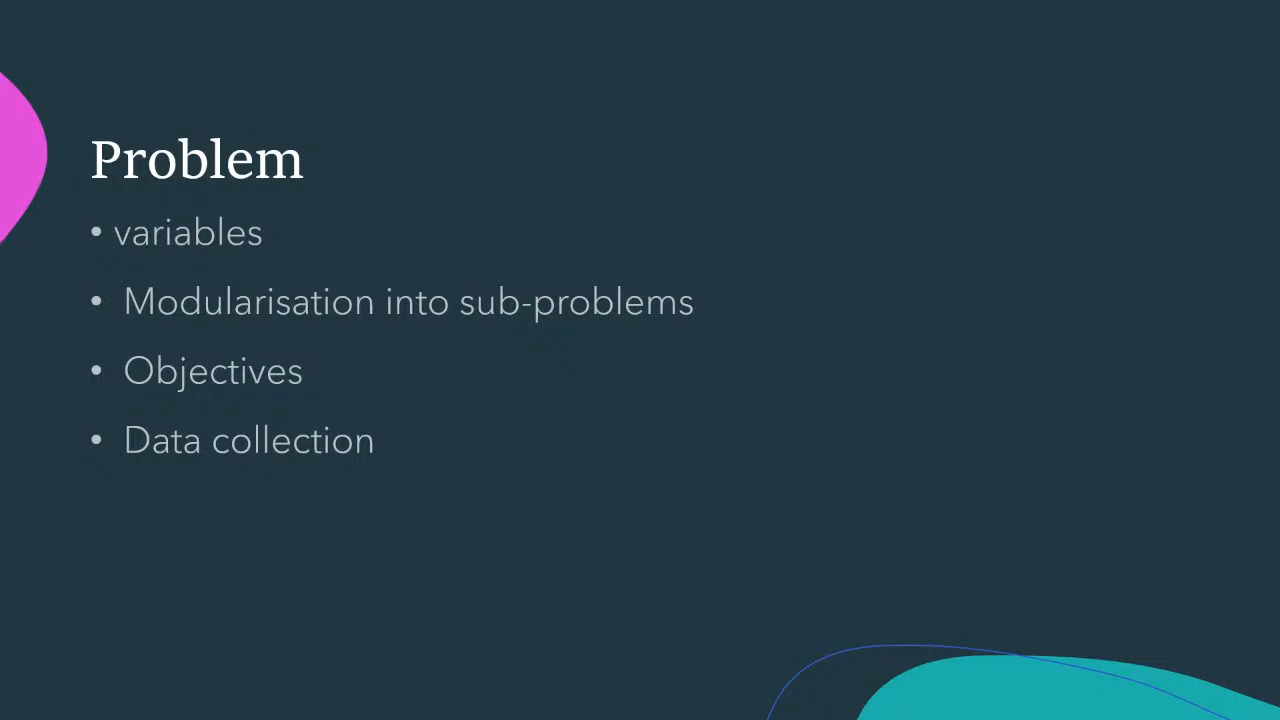 Problem
• variables
• Modularisation into sub-problems
• Objectives
• Data collection